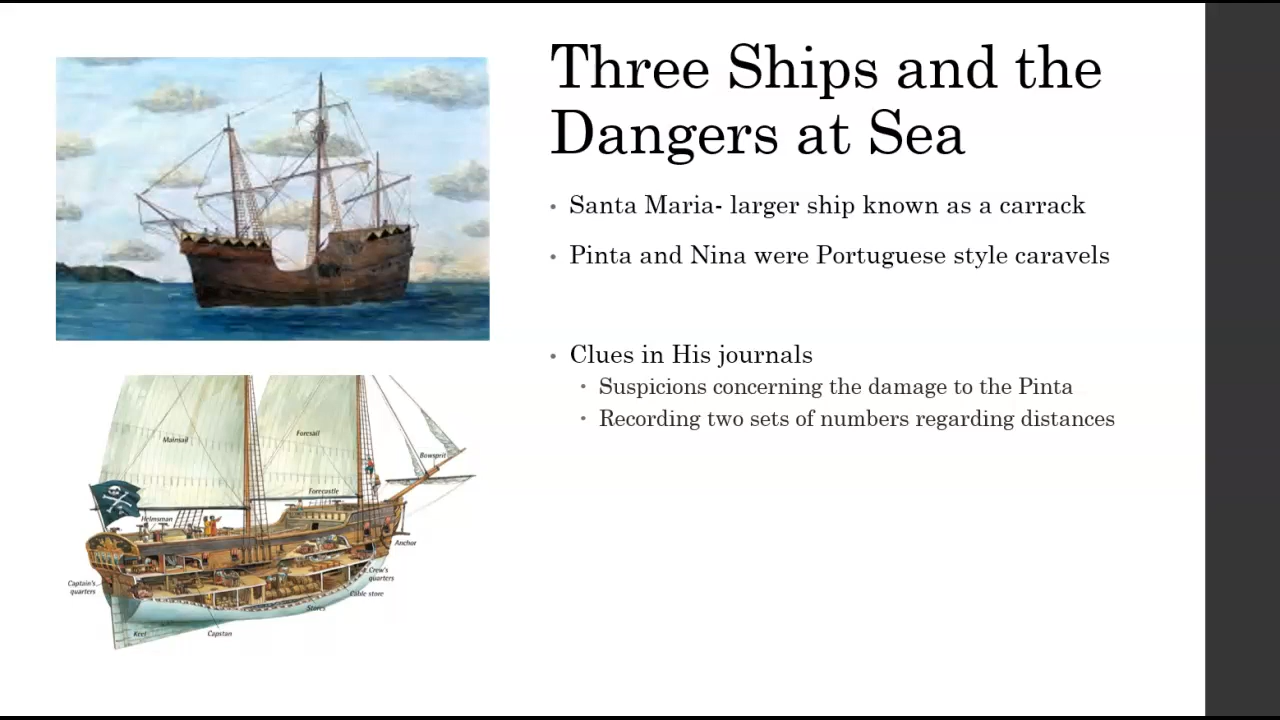 Three Ships and the
Dangers at Sea
• Santa Maria- larger ship known as a carrack
• Pinta and Nina were Portuguese style caravels
• Clues in His journals
• Suspicions concerning the damage to the Pinta
• Recording two sets of numbers regarding distances
Mainsail
Foresail
Bowsprit
Forecastle
Helmsman
Anchor
Captain's
quarters
Crew's
quarters
Cable store
Stores
Keel
Capstan